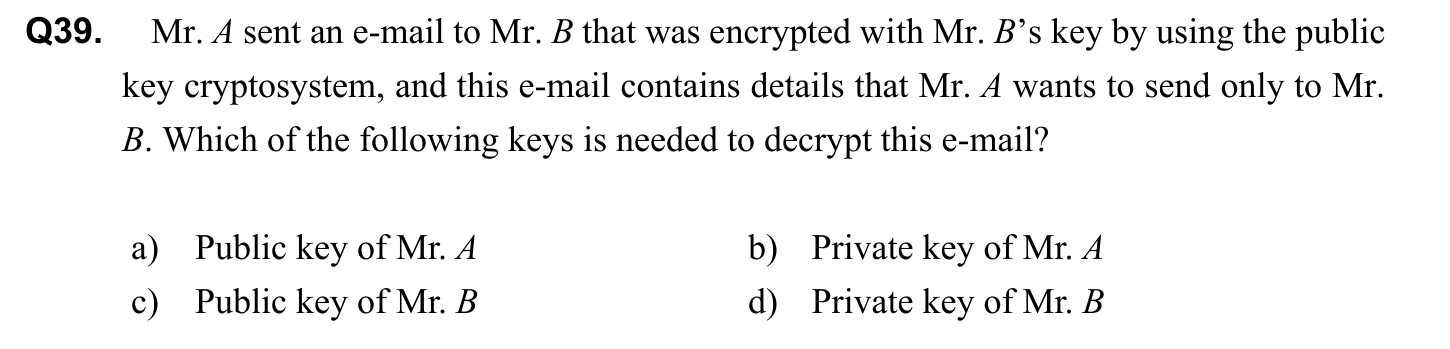 Q39. Mr. A sent an e-mail to Mr. B that was encrypted with Mr. B’s key by using the public
key cryptosystem, and this e-mail contains details that Mr. A wants to send only to Mr.
B. Which of the following keys is needed to decrypt this e-mail?
a) Public key of Mr. A b) Private key of Mr. A
c) Public key of Mr. B d) Private key of Mr. B